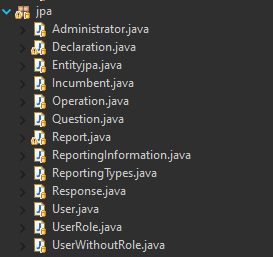 jpa
Administrator.java
Declaration.java
Entityjpa.java
Incumbent.java
Operation.java
Question.java
Report.java
ReportingInformation.java
ReportingTypes.java
Response.java
User.java
UserRole.java
UserWithoutRole.java